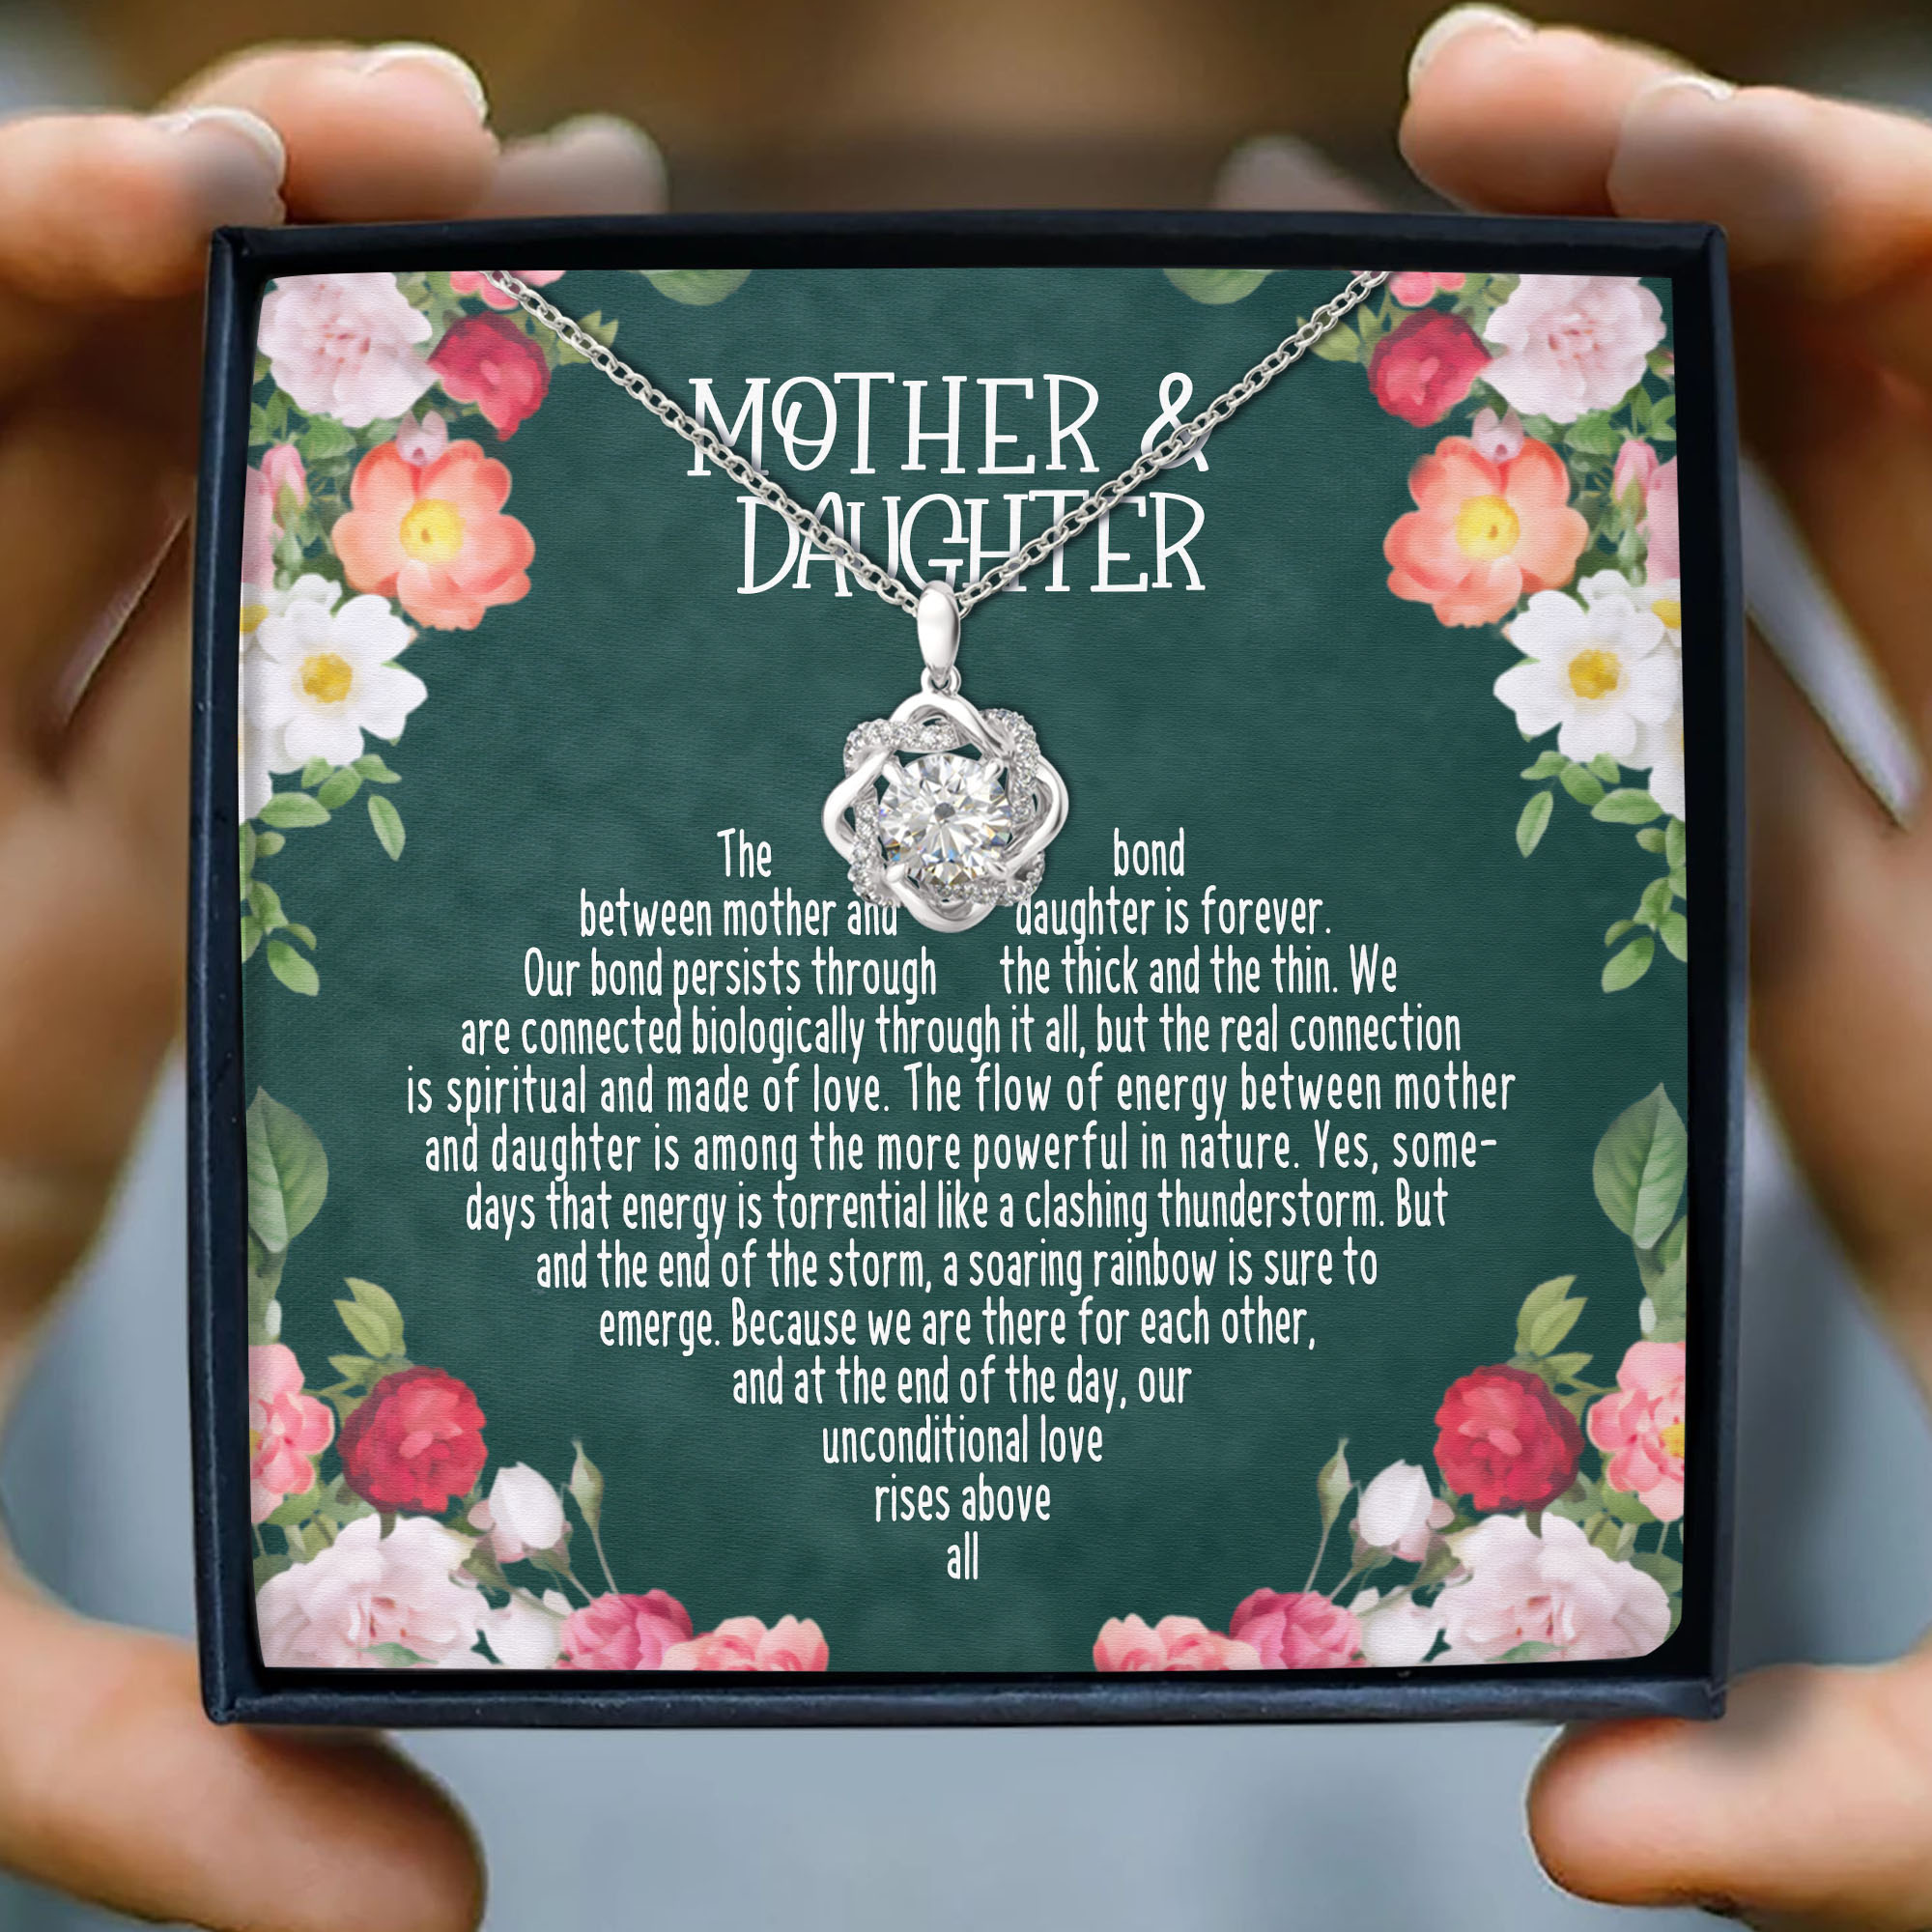 MOTHER &
DAUGHTER
The bond
between mother and daughter is forever.
Our bond persists through the thick and the thin. We
are connected biologically through it all, but the real connection
is spiritual and made of love. The flow of energy between mother
and daughter is among the more powerful in nature. Yes, some-
days that energy is torrential like a clashing thunderstorm. But
and the end of the storm, a soaring rainbow is sure to
emerge. Because we are there for each other,
and at the end of the day, our
unconditional love
rises above
all